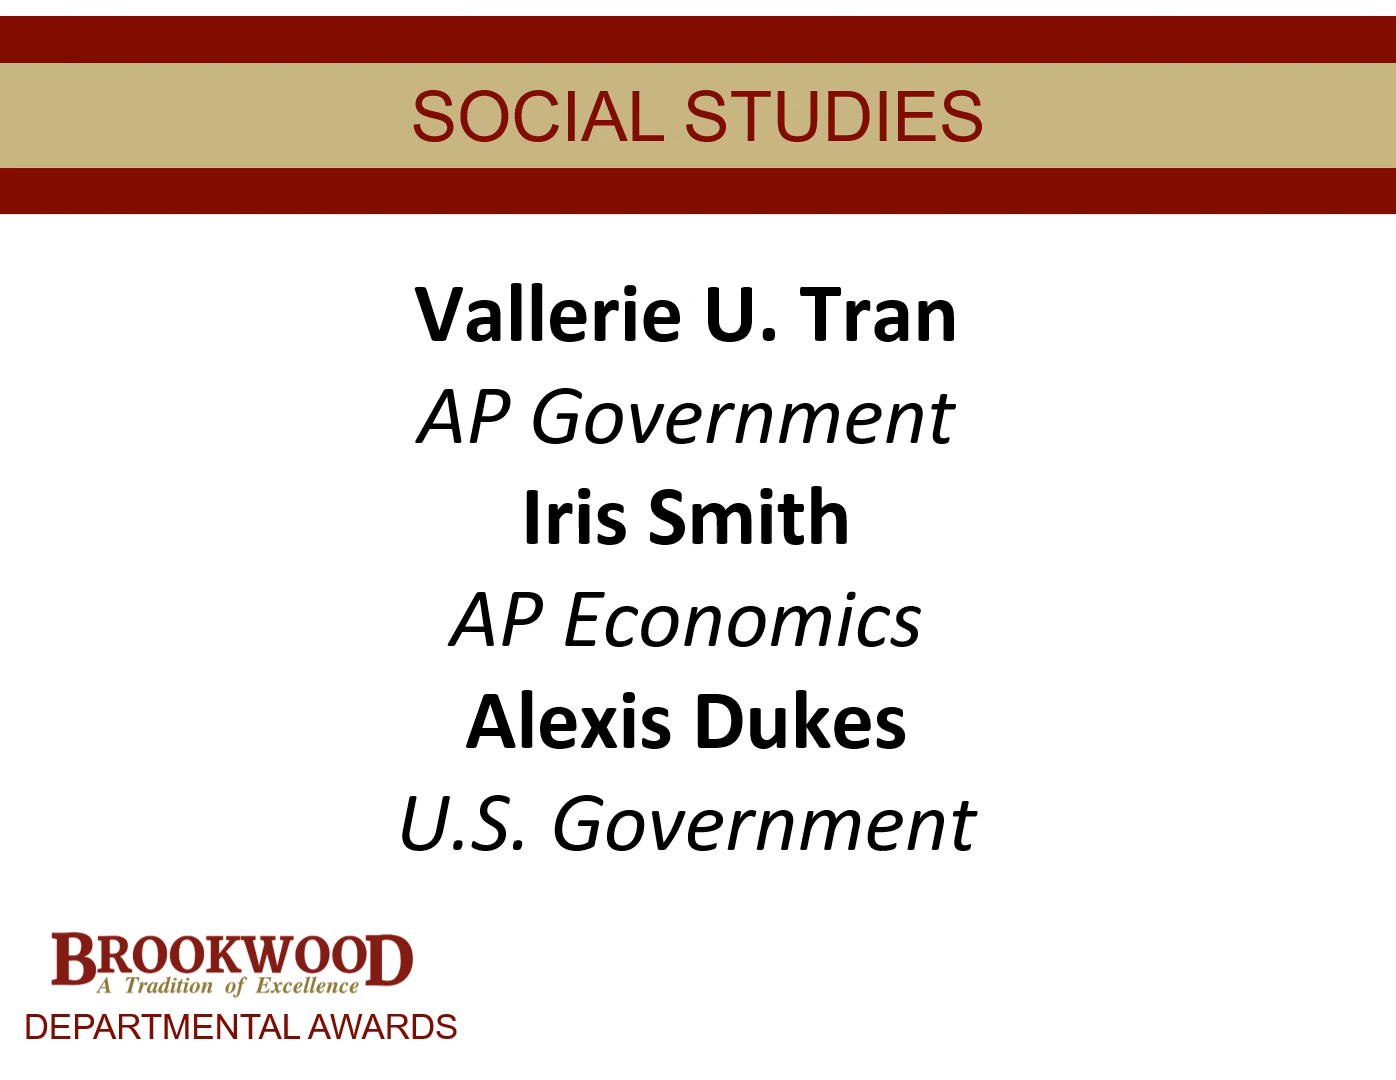 SOCIAL STUDIES
Vallerie U. Tran
AP Government
Iris Smith
AP Economics
Alexis Dukes
U.S. Government
BROOKWOOD
A Tradition of Excellence
DEPARTMENTAL AWARDS